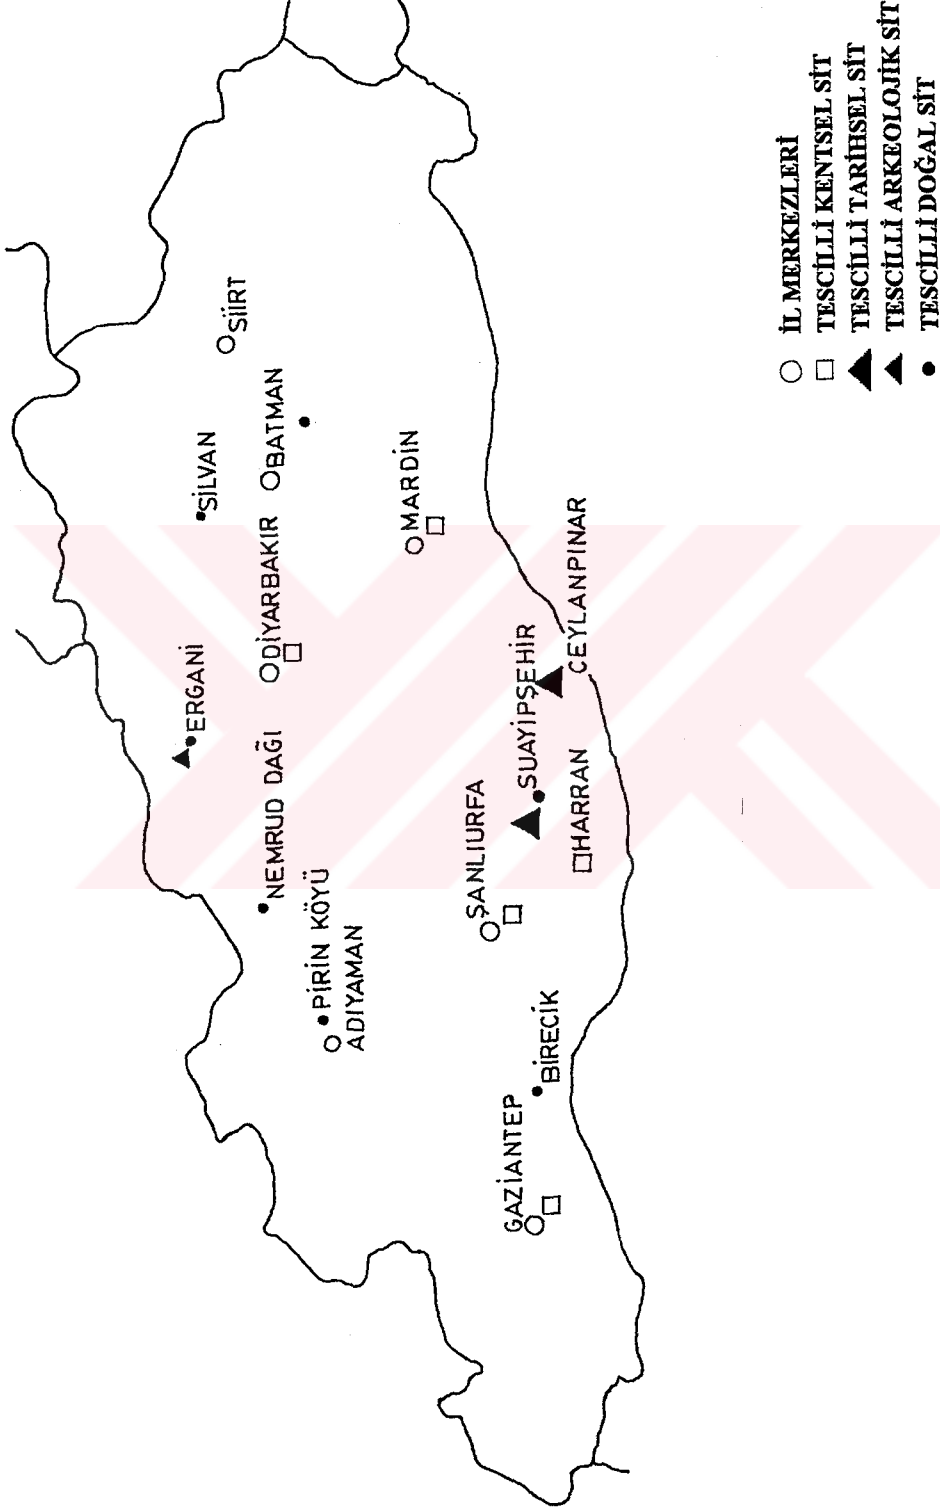 SİİRT
SİLVAN
BATMAN
ERGANİ
DİYARBAKIR
MARDİN
NEMRUD DAĞI
PİRİN KÖYÜ
ADIYAMAN
ŞANLIURFA
SUAYİPŞEHİR
CEYLANPINAR
HARRAN
GAZİANTEP
BİRECİK
İL MERKEZLERİ
TESCİLLİ KENTSEL SİT
TESCİLLİ TARİHSEL SİT
TESCİLLİ ARKEOLOJİK SİT
TESCİLLİ DOĞAL SİT